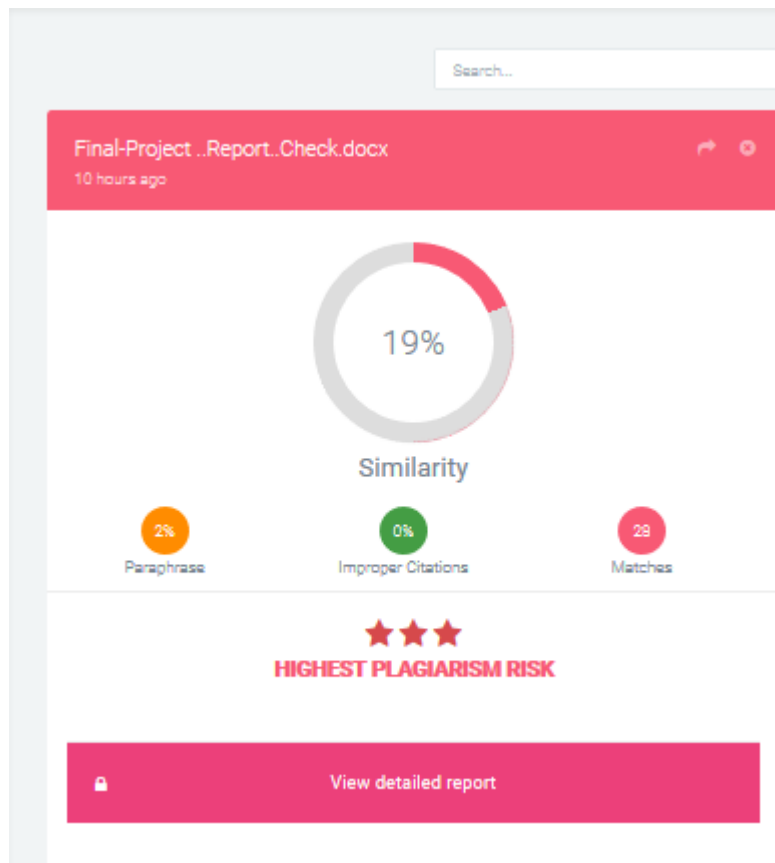 Search...
Final-Project ..Report..Check.docx
10 hours ago
19%
Similarity
2%
0%
28
Paraphrase
Improper Citations
Matches
HIGHEST PLAGIARISM RISK
View detailed report